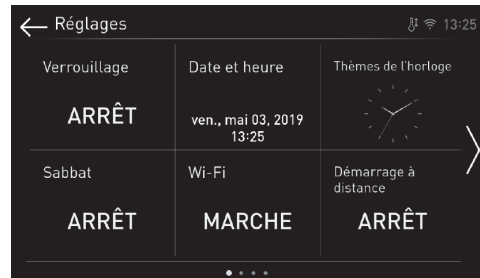 Réglages
13:25
Verrouillage
ARRÊT
Date et heure
ven., mai 03, 2019
13:25
Thèmes de l'horloge
Sabbat
ARRÊT
Wi-Fi
MARCHE
Démarrage à
distance
ARRÊT